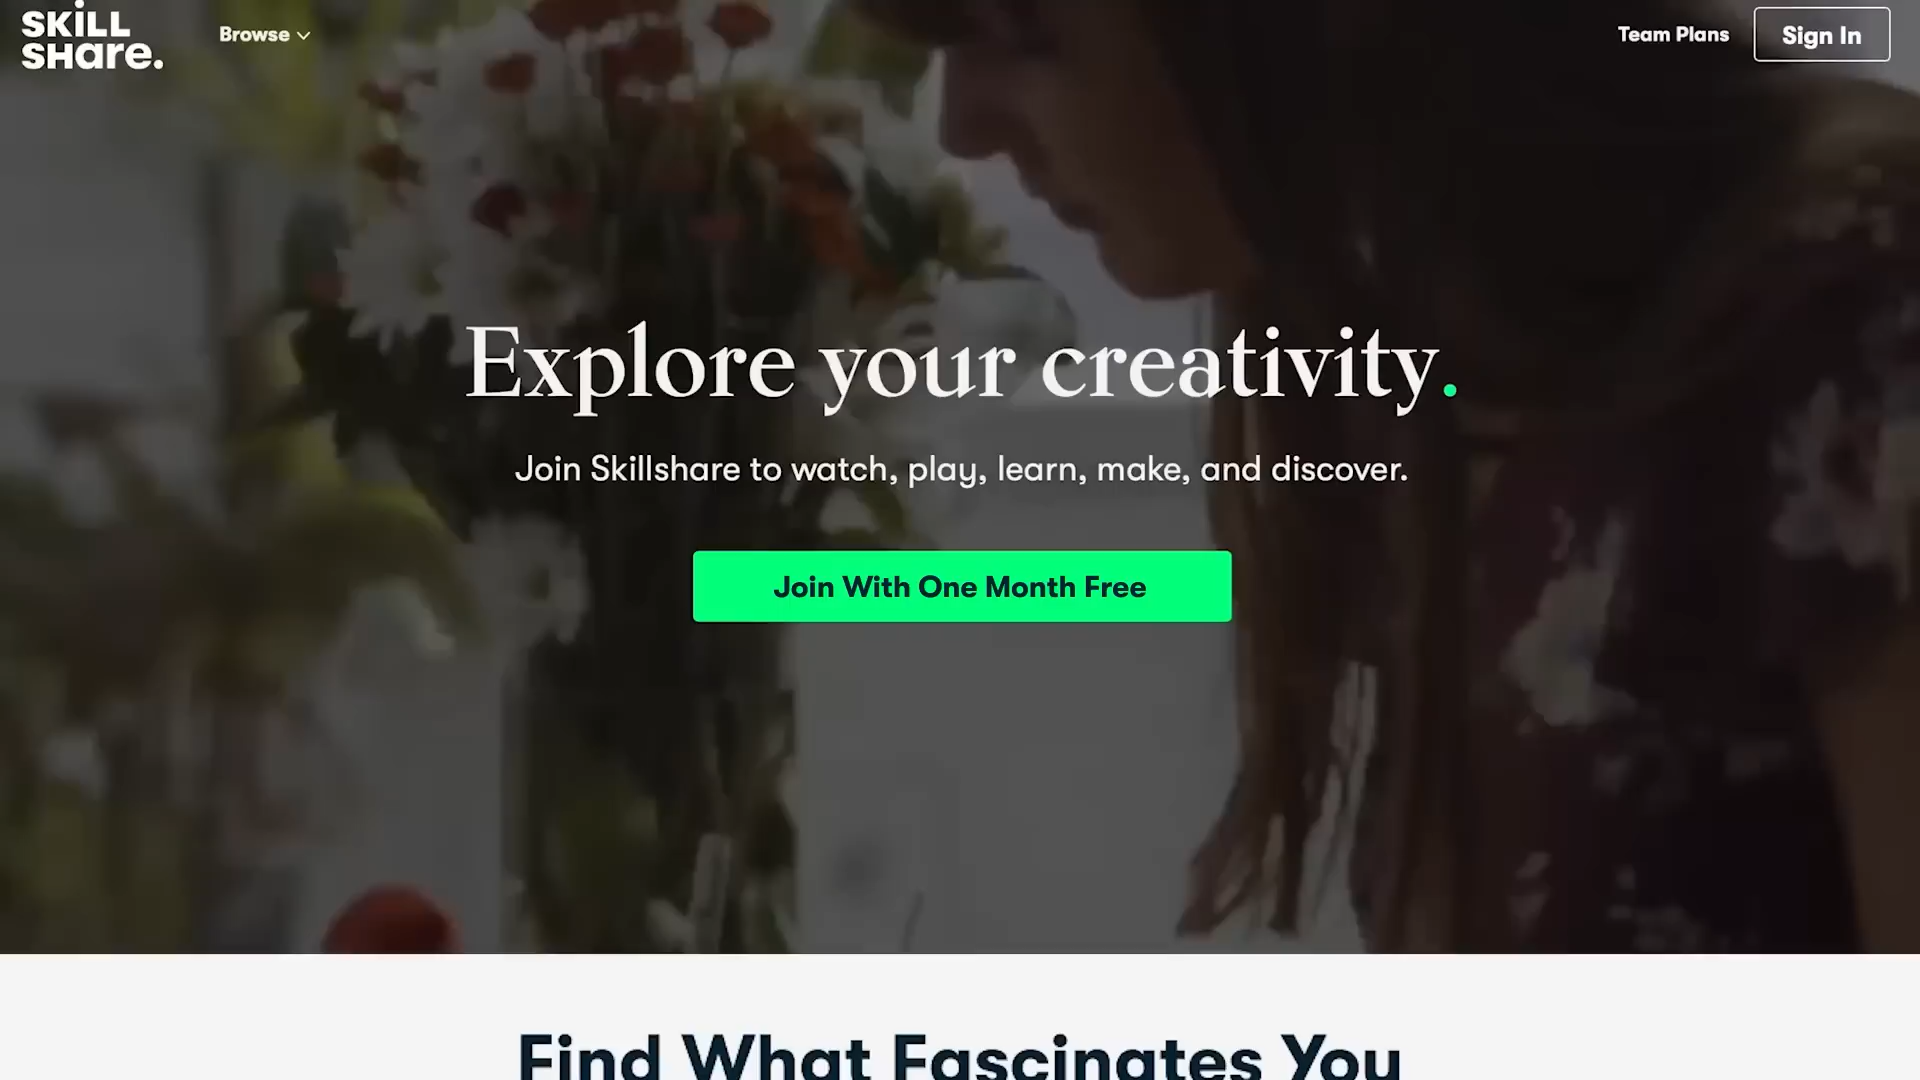 SKILL
SHare.
Browse
Team Plans
Sign In
Explore your creativity.
Join Skillshare to watch, play, learn, make, and discover.
Join With One Month Free
Find What Fascinates You